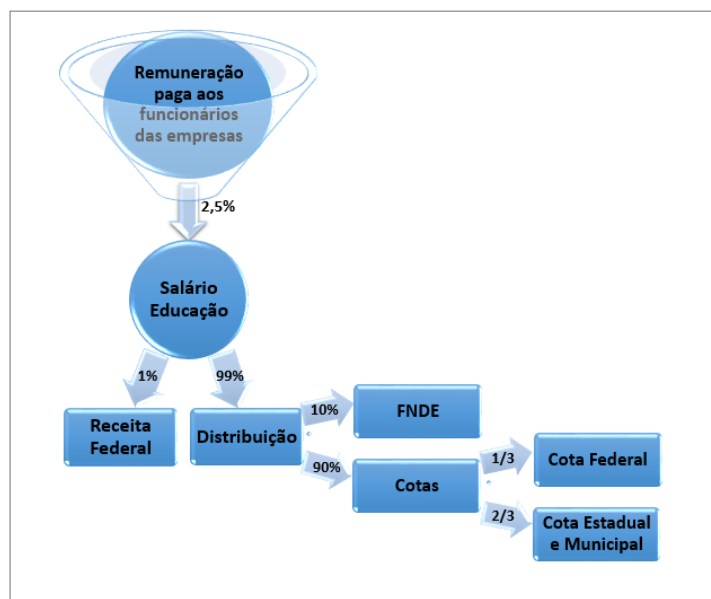 Remuneração
paga aos
funcionários
das empresas
2,5%
Salário
Educação
1%
99%
Receita
Federal
Distribuição
10%
FNDE
90%
Cotas
1/3
Cota Federal
2/3
Cota Estadual
e Municipal